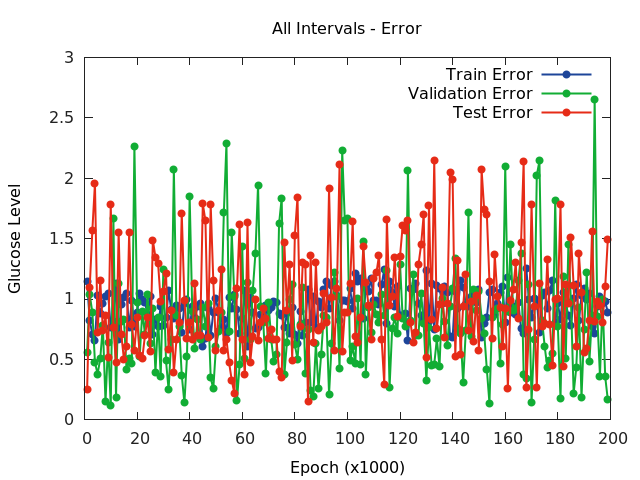 All Intervals - Error
Train Error
Validation Error
Test Error
3
2.5
2
1.5
1
0.5
0
Glucose Level
0 20 40 60 80 100 120 140 160 180 200
Epoch (x1000)